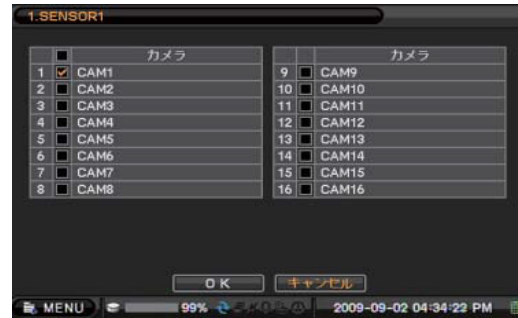 1.SENSOR1
カメラ
1 CAM1
2 CAM2
3 CAM3
4 CAM4
5 CAM5
6 CAM6
7 CAM7
8 CAM8
カメラ
9 CAM9
10 CAM10
11 CAM11
12 CAM12
13 CAM13
14 CAM14
15 CAM15
16 CAM16
OK キャンセル
MENU 99% 2009-09-02 04:34:23 PM